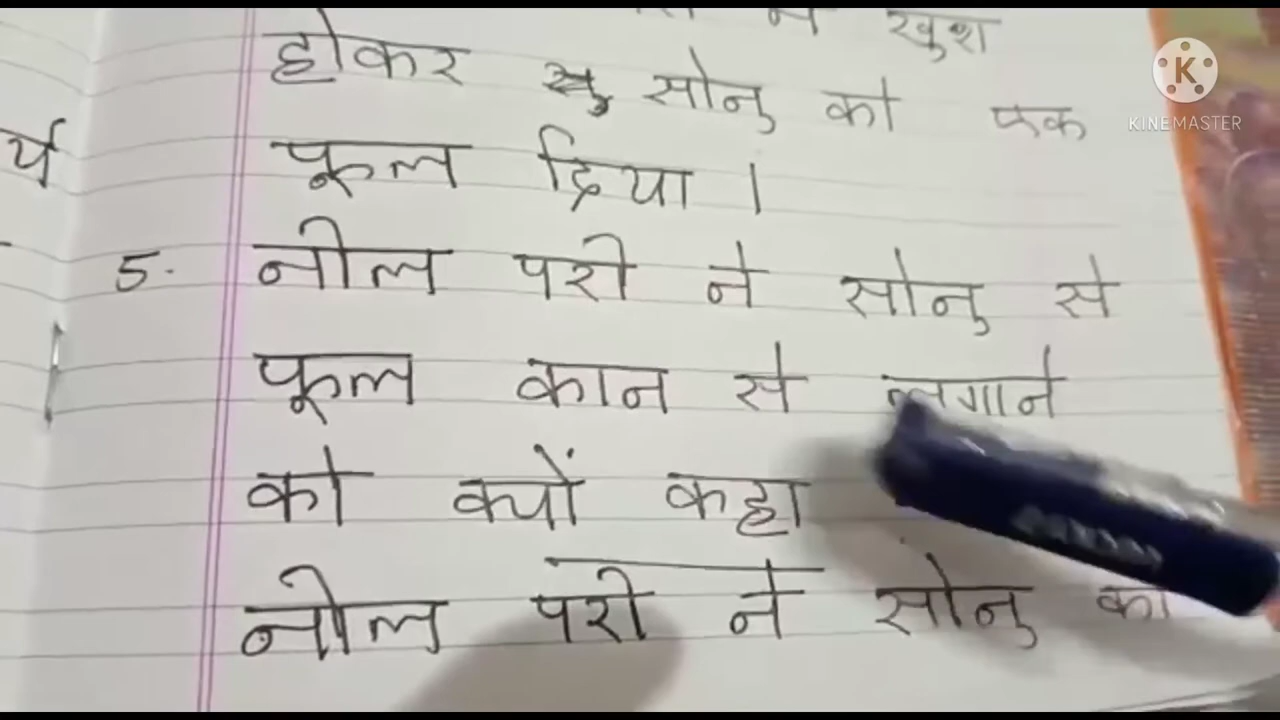 खुश
होकर सोनु को एक
फूल दिया ।
5. नील परी ने सोनु से
फूल कान से लगाने
को क्यों कहा
नील परी ने सोनु को
र्य
K
KINEMASTER